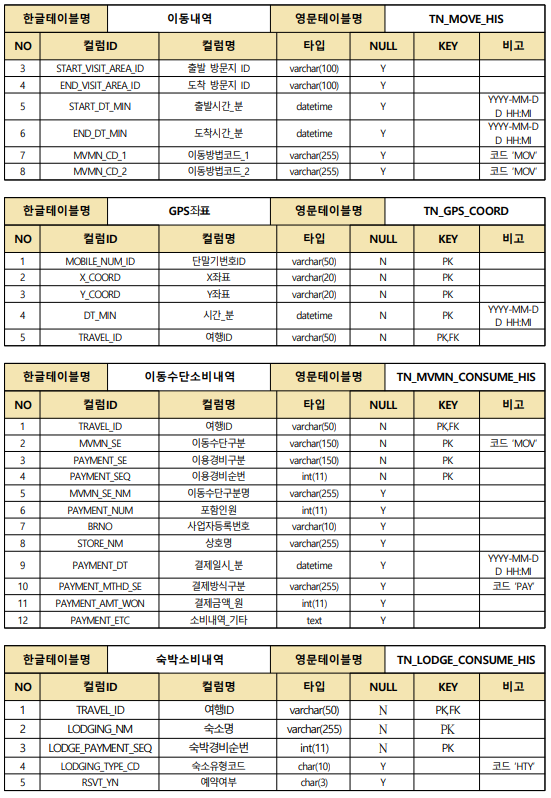 한글테이블명 이동내역 영문테이블명 TN_MOVE_HIS
NO 컬럼ID 컬럼명 타입 NULL KEY 비고
3 START_VISIT_AREA_ID 출발 방문지 ID varchar(100) Y
4 END_VISIT_AREA_ID 도착 방문지 ID varchar(100) Y
5 START_DT_MIN 출발시간_분 datetime Y YYYY-MM-D
D HH:MI
6 END_DT_MIN 도착시간_분 datetime Y YYYY-MM-D
D HH:MI
7 MVMN_CD_1 이동방법코드_1 varchar(255) Y 코드 'MOV'
8 MVMN_CD_2 이동방법코드_2 varchar(255) Y 코드 'MOV'
한글테이블명 GPS좌표 영문테이블명 TN_GPS_COORD
NO 컬럼ID 컬럼명 타입 NULL KEY 비고
1 MOBILE_NUM_ID 단말기번호ID varchar(50) N PK
2 X_COORD X좌표 varchar(20) N PK
3 Y_COORD Y좌표 varchar(20) N PK
4 DT_MIN 시간_분 datetime N PK YYYY-MM-D
D HH:MI
5 TRAVEL_ID 여행ID varchar(50) N PK,FK
한글테이블명 이동수단소비내역 영문테이블명 TN_MVMN_CONSUME_HIS
NO 컬럼ID 컬럼명 타입 NULL KEY 비고
1 TRAVEL_ID 여행ID varchar(50) N PK,FK
2 MVMN_SE 이동수단구분 varchar(150) N PK 코드 'MOV'
3 PAYMENT_SE 이용경비구분 varchar(150) N PK
4 PAYMENT_SEQ 이용경비순번 int(11) N PK
5 MVMN_SE_NM 이동수단구분명 varchar(255) Y
6 PAYMENT_NUM 포함인원 int(11) Y
7 BRNO 사업자등록번호 varchar(10) Y
8 STORE_NM 상호명 varchar(255) Y
9 PAYMENT_DT 결제일시_분 datetime Y YYYY-MM-D
D HH:MI
10 PAYMENT_MTHD_SE 결제방식구분 varchar(255) Y 코드 'PAY'
11 PAYMENT_AMT_WON 결제금액_원 int(11) Y
12 PAYMENT_ETC 소비내역_기타 text Y
한글테이블명 숙박소비내역 영문테이블명 TN_LODGE_CONSUME_HIS
NO 컬럼ID 컬럼명 타입 NULL KEY 비고
1 TRAVEL_ID 여행ID varchar(50) N PK,FK
2 LODGING_NM 숙소명 varchar(255) N PK
3 LODGE_PAYMENT_SEQ 숙박경비순번 int(11) N PK
4 LODGING_TYPE_CD 숙소유형코드 char(10) Y 코드 'HTY'
5 RSVT_YN 예약여부 char(3) Y